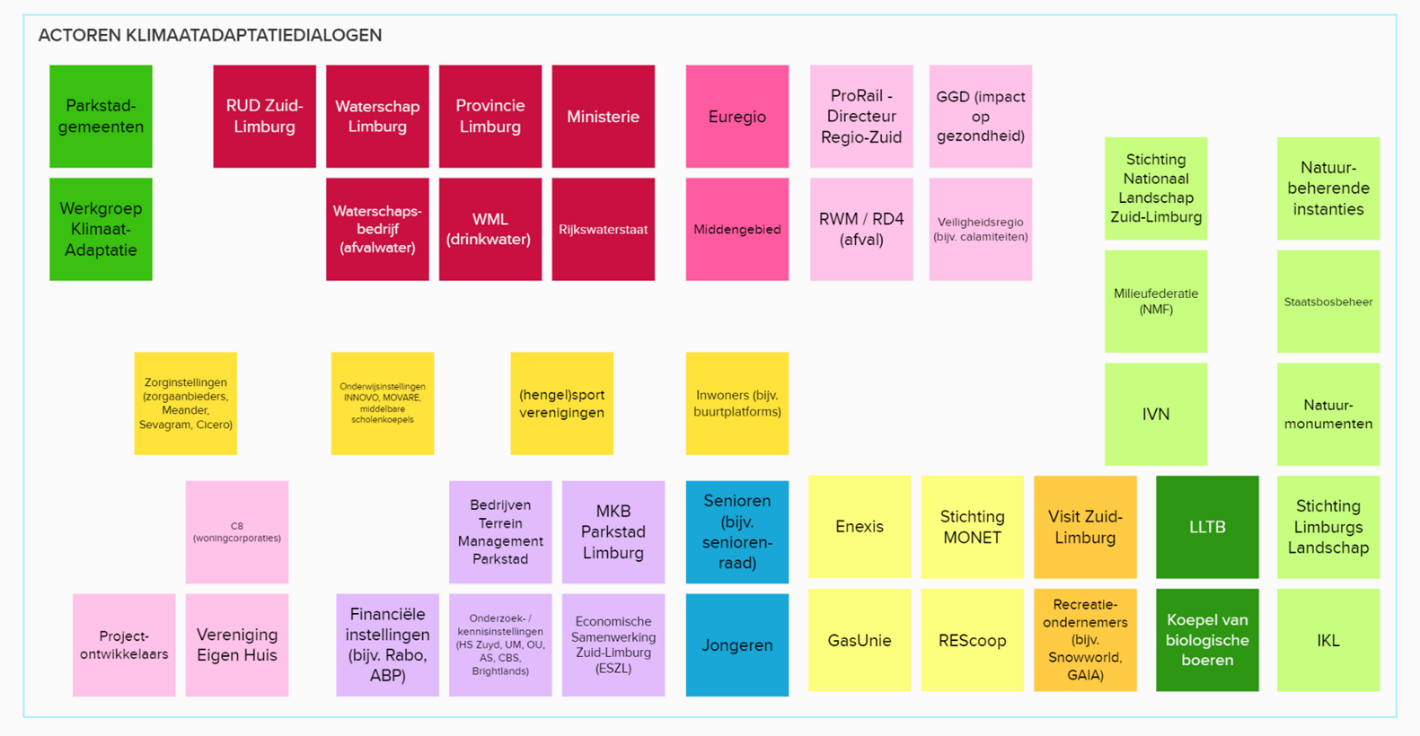 ACTOREN KLIMAATADAPTATIEDIALOGEN
Parkstad-
gemeenten
RUD Zuid-
Limburg
Waterschap
Limburg
Provincie
Limburg
Ministerie
Euregio
ProRail -
Directeur
Regio-Zuid
GGD (impact
op
gezondheid)
Stichting
Nationaal
Landschap
Zuid-Limburg
Natuur-
beherende
instanties
Werkgroep
Klimaat-
Adaptatie
Waterschaps-
bedrijf
(afvalwater)
WML
(drinkwater)
Rijkswaterstaat
Middengebied
RWM / RD4
(afval)
Veiligheidsregio
(bijv. calamiteiten)
Milieufederatie
(NMF)
Staatsbosbeheer
Zorginstellingen
(zorgaanbieders,
Meander,
Sevagram, Cicero)
Onderwijsinstellingen
INNOVO, MOVARE,
middelbare
scholenkoepels
(hengel)sport
verenigingen
Inwoners (bijv.
buurtplatforms)
IVN
Natuur-
monumenten
C8
(woningcorporaties)
Bedrijven
Terrein
Management
Parkstad
MKB
Parkstad
Limburg
Senioren
(bijv.
senioren-
raad)
Enexis
Stichting
MONET
Visit Zuid-
Limburg
LLTB
Stichting
Limburgs
Landschap
Project-
ontwikkelaars
Vereniging
Eigen Huis
Financiële
instellingen
(bijv. Rabo,
ABP)
Onderzoek- /
kennisinstellingen
(HS Zuyd, UM, OU,
AS, CBS,
Brightlands)
Economische
Samenwerking
Zuid-Limburg
(ESZL)
Jongeren
GasUnie
REScoop
Recreatie-
ondernemers
(bijv.
Snowworld,
GAIA)
Koepel van
biologische
boeren
IKL